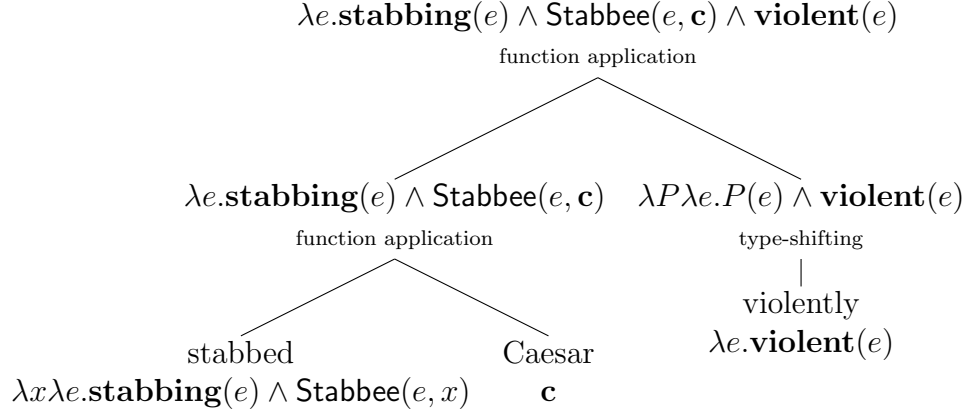 λe.stabbing(e) ∧ Stabbee(e, c) ∧ violent(e)
function application
λe.stabbing(e) ∧ Stabbee(e, c) λPλe.P(e) ∧ violent(e)
function application type-shifting
violently
λe.violent(e)
stabbed Caesar
λxλe.stabbing(e) ∧ Stabbee(e, x) c